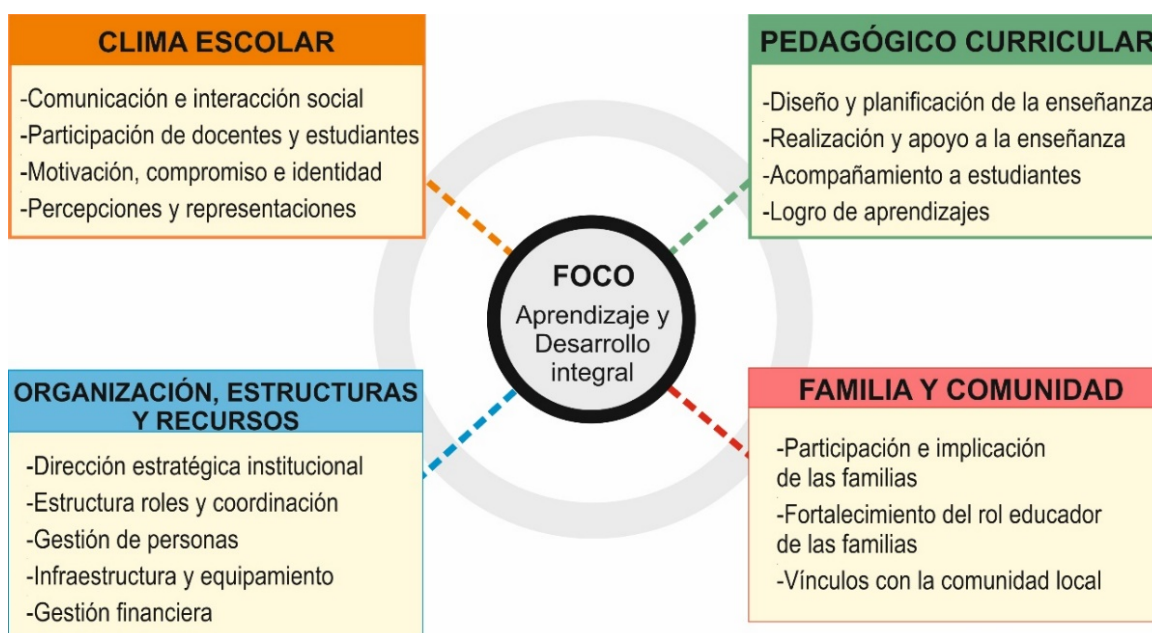 CLIMA ESCOLAR
-Comunicación e interacción social
-Participación de docentes y estudiantes
-Motivación, compromiso e identidad
-Percepciones y representaciones
PEDAGÓGICO CURRICULAR
-Diseño y planificación de la enseñanza
-Realización y apoyo a la enseñanza
-Acompañamiento a estudiantes
-Logro de aprendizajes
FOCO
Aprendizaje y
Desarrollo
integral
ORGANIZACIÓN, ESTRUCTURAS
Y RECURSOS
-Dirección estratégica institucional
-Estructura roles y coordinación
-Gestión de personas
-Infraestructura y equipamiento
-Gestión financiera
FAMILIA Y COMUNIDAD
-Participación e implicación
de las familias
-Fortalecimiento del rol educador
de las familias
-Vínculos con la comunidad local